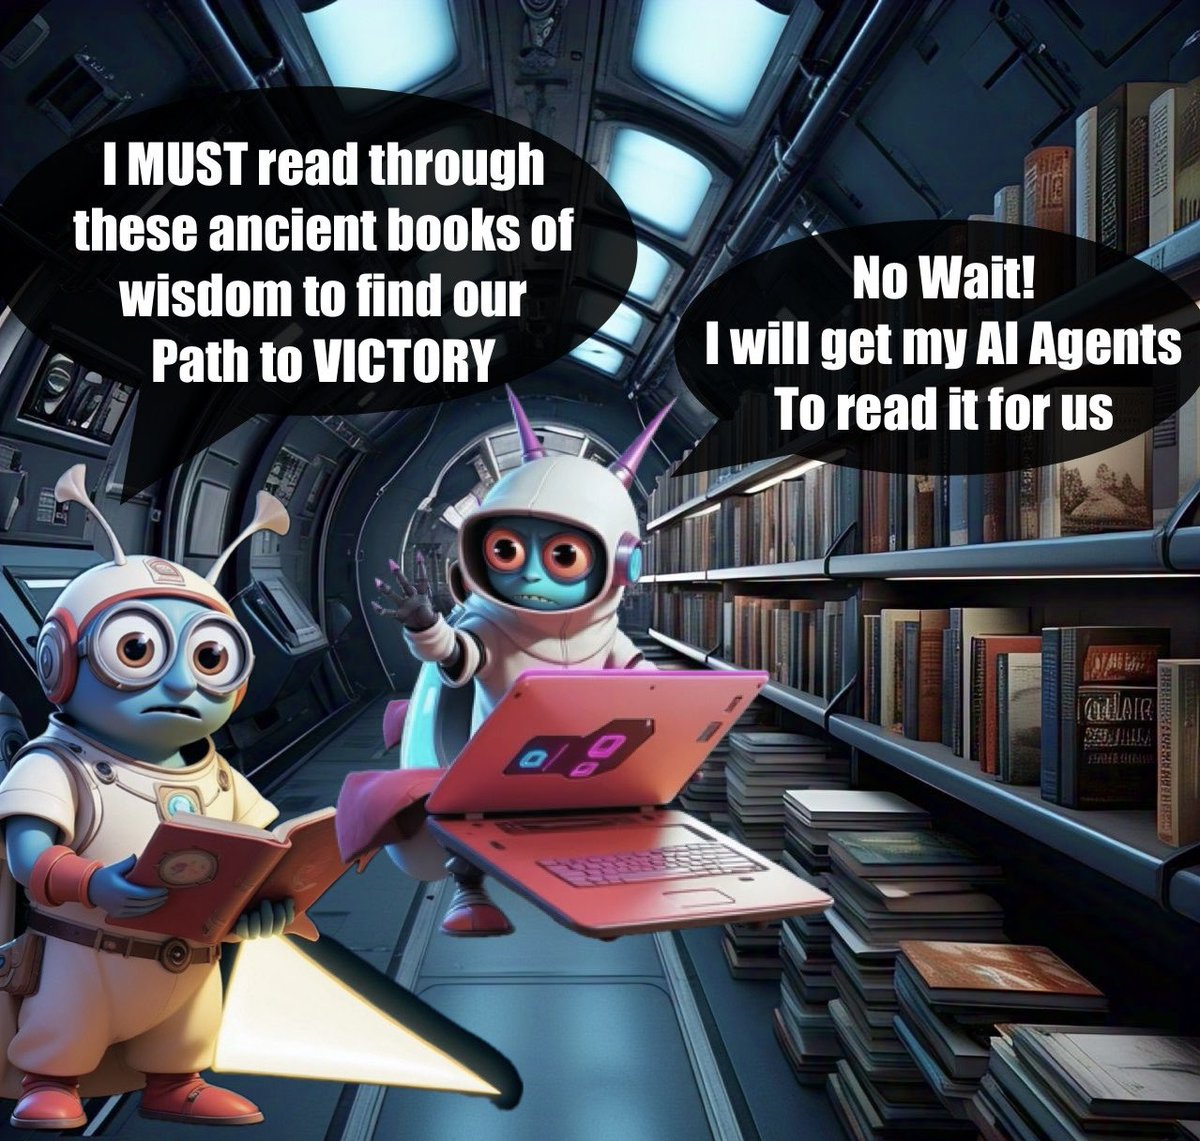 I MUST read through
these ancient books of
wisdom to find our
Path to VICTORY
No Wait!
I will get my AI Agents
To read it for us